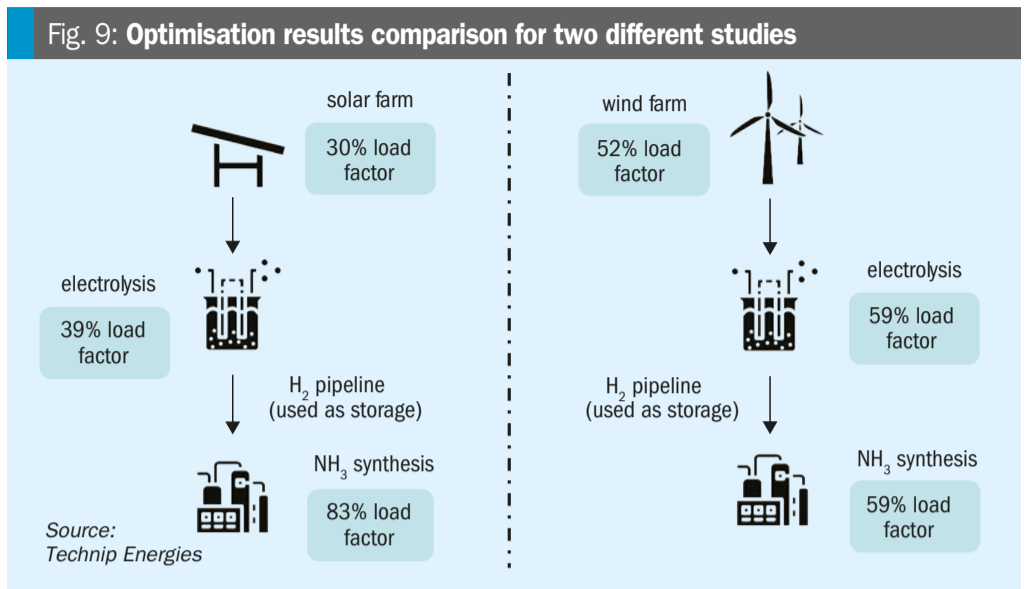 Fig. 9: Optimisation results comparison for two different studies
solar farm
30% load
factor
electrolysis
39% load
factor
H₂ pipeline
(used as storage)
NH₃ synthesis
83% load
factor
Source:
Technip Energies
wind farm
52% load
factor
electrolysis
59% load
factor
H₂ pipeline
(used as storage)
NH₃ synthesis
59% load
factor